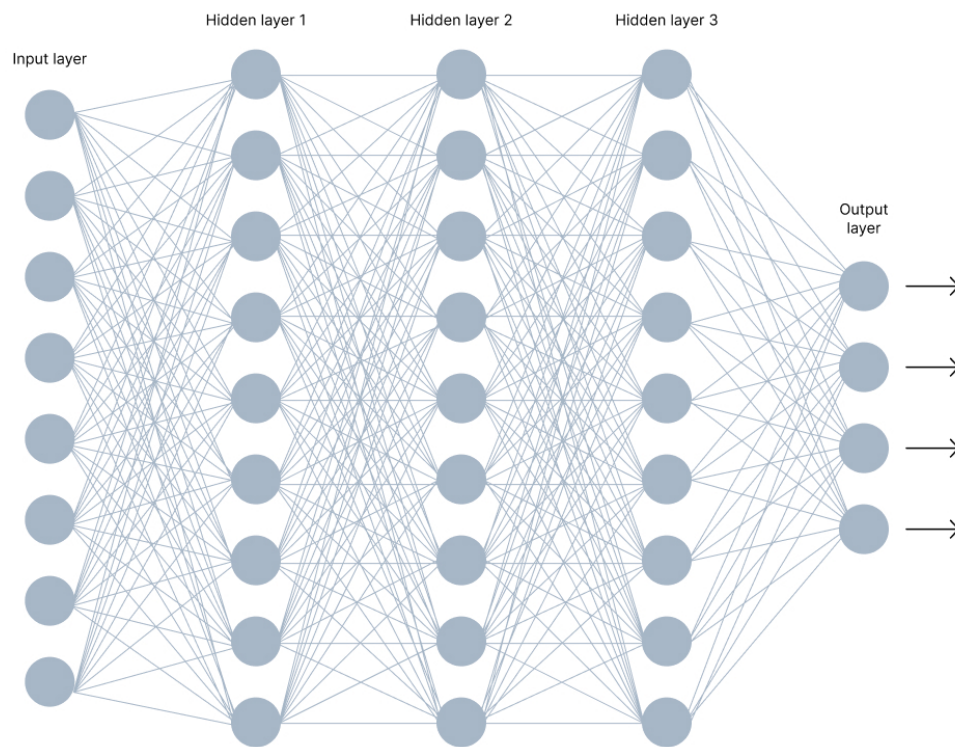 Hidden layer 1
Hidden layer 2
Hidden layer 3
Input layer
Output
layer